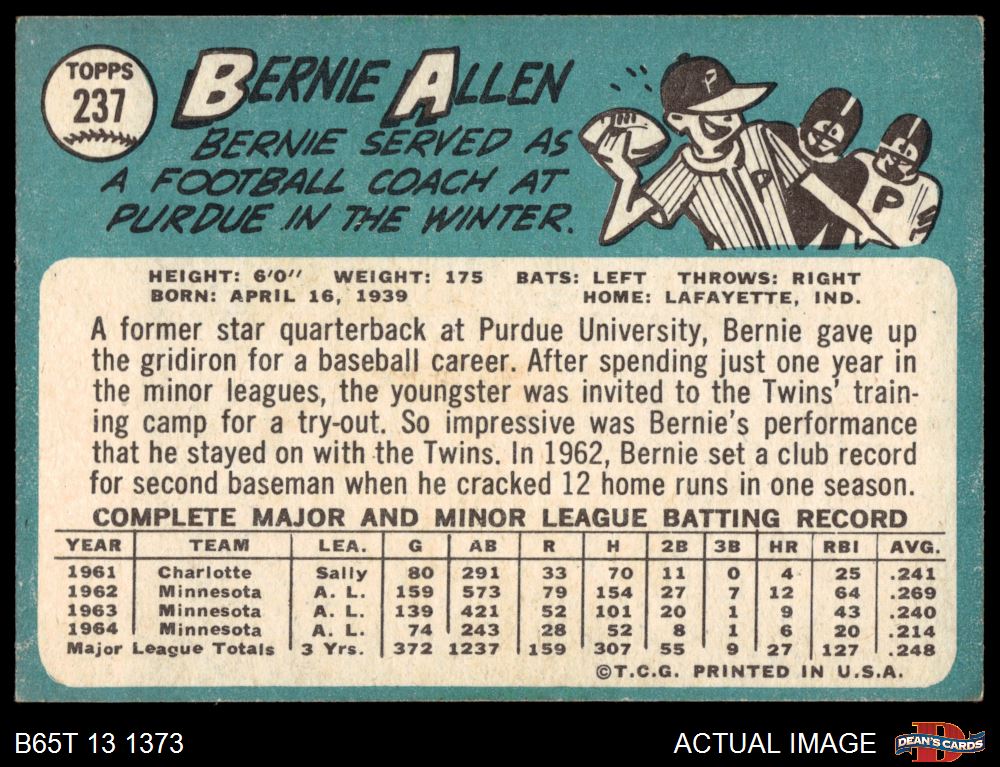 TOPPS
237
BERNIE ALLEN
BERNIE SERVED AS
A FOOTBALL COACH AT
PURDUE IN THE WINTER.
P
P
P
HEIGHT: 6'0" WEIGHT: 175 BATS: LEFT THROWS: RIGHT
BORN: APRIL 16, 1939 HOME: LAFAYETTE, IND.
A former star quarterback at Purdue University, Bernie gave up
the gridiron for a baseball career. After spending just one year in
the minor leagues, the youngster was invited to the Twins' train-
ing camp for a try-out. So impressive was Bernie's performance
that he stayed on with the Twins. In 1962, Bernie set a club record
for second baseman when he cracked 12 home runs in one season.
COMPLETE MAJOR AND MINOR LEAGUE BATTING RECORD
YEAR TEAM LEA. G AB R H 2B 3B HR RBI AVG.
1961 Charlotte Sally 80 291 33 70 11 0 4 25 .241
1962 Minnesota A. L. 159 573 79 154 27 7 12 64 .269
1963 Minnesota A. L. 139 421 52 101 20 1 9 43 .240
1964 Minnesota A. L. 74 243 28 52 8 1 6 20 .214
Major League Totals 3 Yrs. 372 1237 159 307 55 9 27 127 .248
©T.C.G. PRINTED IN U.S.A.
B65T 13 1373
ACTUAL IMAGE
D
DEAN'S CARDS